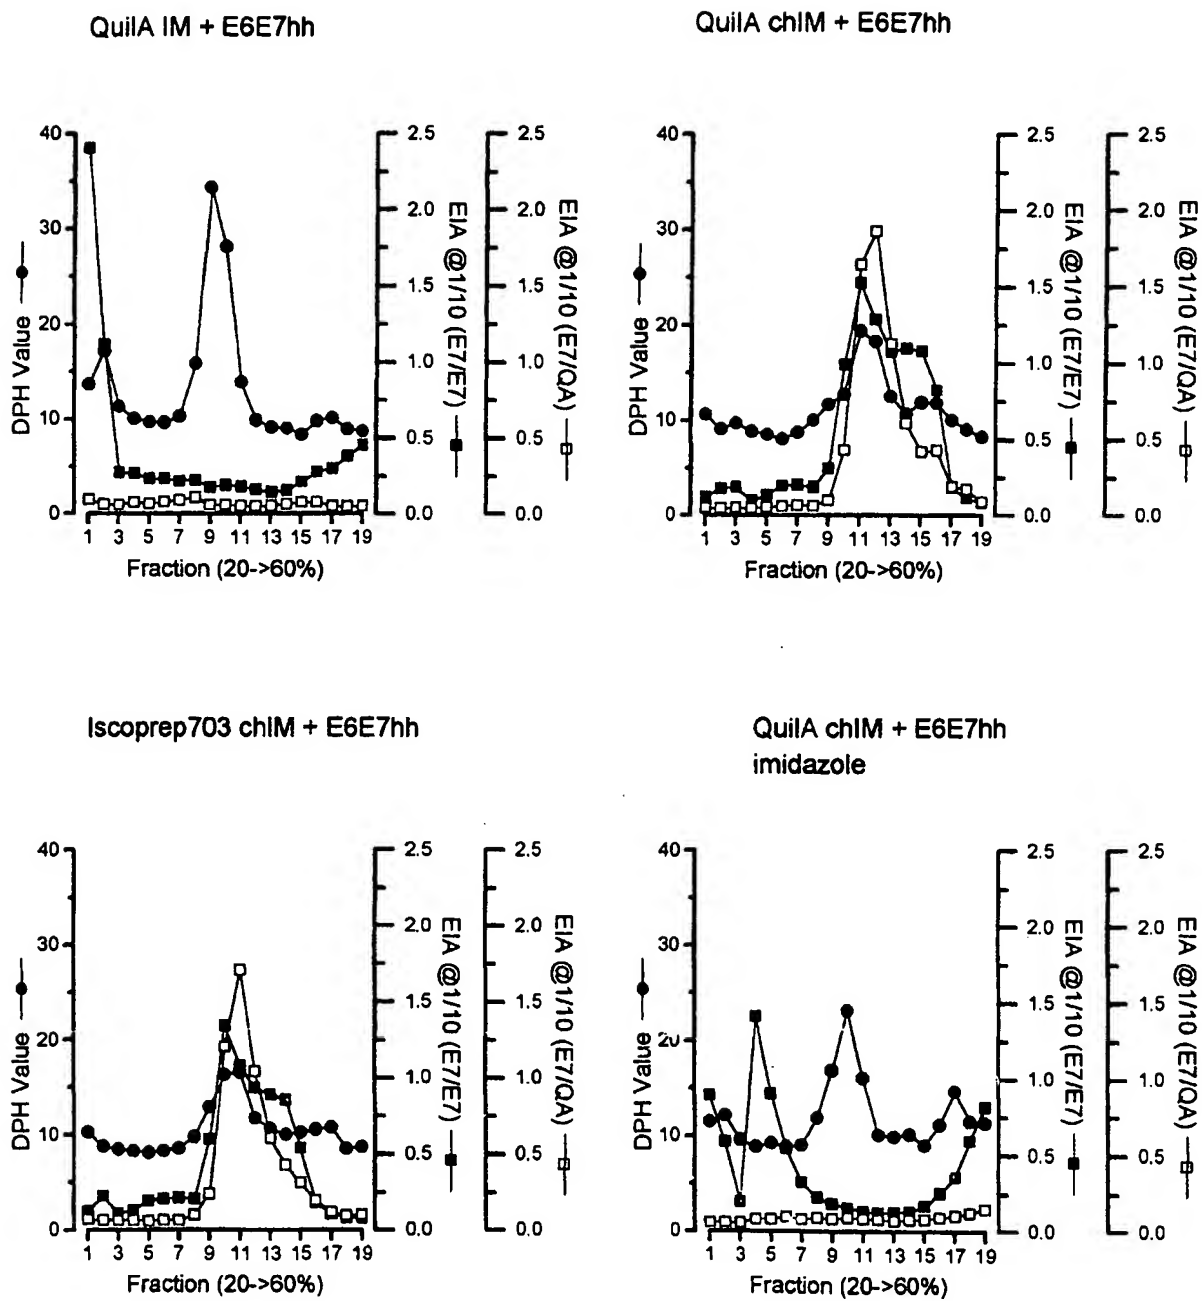 QuilA IM + E6E7hh
40
30
20
10
0
DPH Value
2.5
2.0
1.5
1.0
0.5
0.0
EIA @1/10 (E7/E7)
2.5
2.0
1.5
1.0
0.5
0.0
EIA @1/10 (E7/QA)
1 3 5 7 9 11 13 15 17 19
Fraction (20->60%)
QuilA chIM + E6E7hh
40
30
20
10
0
DPH Value
2.5
2.0
1.5
1.0
0.5
0.0
EIA @1/10 (E7/E7)
2.5
2.0
1.5
1.0
0.5
0.0
EIA @1/10 (E7/QA)
1 3 5 7 9 11 13 15 17 19
Fraction (20->60%)
Iscoprep703 chIM + E6E7hh
40
30
20
10
0
DPH Value
2.5
2.0
1.5
1.0
0.5
0.0
EIA @1/10 (E7/E7)
2.5
2.0
1.5
1.0
0.5
0.0
EIA @1/10 (E7/QA)
1 3 5 7 9 11 13 15 17 19
Fraction (20->60%)
QuilA chIM + E6E7hh
imidazole
40
30
20
10
0
DPH Value
2.5
2.0
1.5
1.0
0.5
0.0
EIA @1/10 (E7/E7)
2.5
2.0
1.5
1.0
0.5
0.0
EIA @1/10 (E7/QA)
1 3 5 7 9 11 13 15 17 19
Fraction (20->60%)